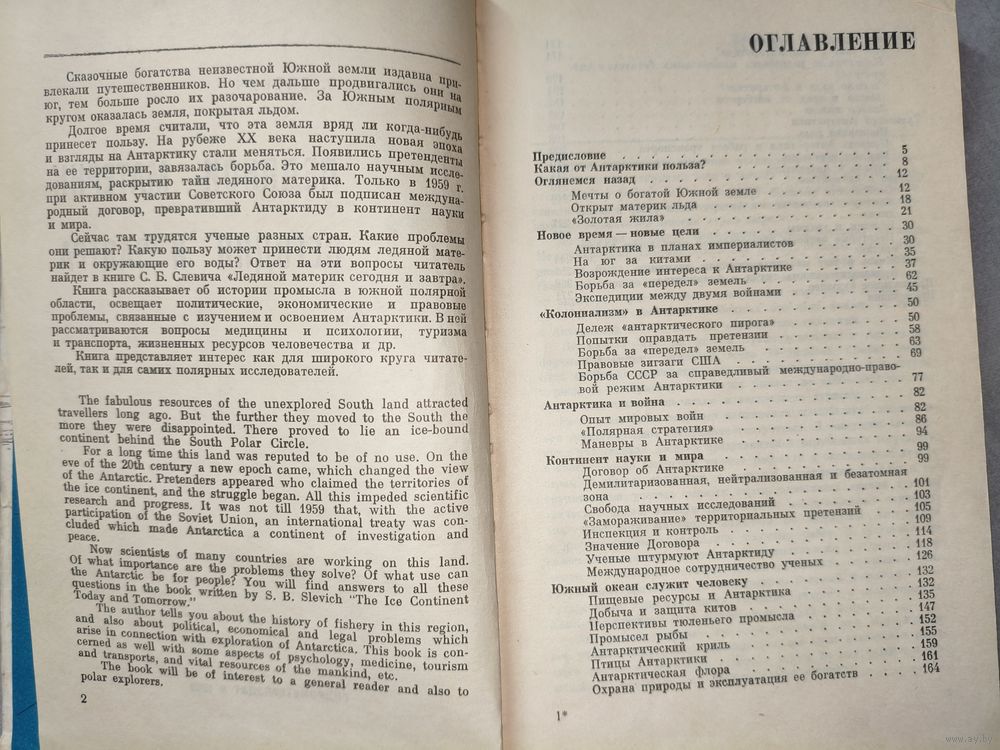 Сказочные богатства неизвестной Южной земли издавна при-
влекали путешественников. Но чем дальше продвигались они на
юг, тем больше росло их разочарование. За Южным полярным
кругом оказалась земля, покрытая льдом.
Долгое время считали, что эта земля вряд ли когда-нибудь
принесет пользу. На рубеже XX века наступила новая эпоха
и взгляды на Антарктику стали меняться. Появились претенденты
на ее территории, завязалась борьба. Это мешало научным иссле-
дованиям, раскрытию тайн ледяного материка. Только в 1959 г.
при активном участии Советского Союза был подписан междуна-
родный договор, превративший Антарктиду в континент науки
и мира.
Сейчас там трудятся ученые разных стран. Какие проблемы
они решают? Какую пользу может принести людям ледяной мате-
рик и окружающие его воды? Ответ на эти вопросы читатель
найдет в книге С. Б. Слевича «Ледяной материк сегодня и завтра».
Книга рассказывает об истории промысла в южной полярной
области, освещает политические, экономические и правовые
проблемы, связанные с изучением и освоением Антарктики. В ней
рассматриваются вопросы медицины и психологии, туризма
и транспорта, жизненных ресурсов человечества и др.
Книга представляет интерес как для широкого круга читате-
лей, так и для самих полярных исследователей.
The fabulous resources of the unexplored South land attracted
travellers long ago. But the further they moved to the South the
more they were disappointed. There proved to lie an ice-bound
continent behind the South Polar Circle.
For a long time this land was reputed to be of no use. On the
eve of the 20th century a new epoch came, which changed the view
of the Antarctic. Pretenders appeared who claimed the territories of
the ice continent, and the struggle began. All this impeded scientific
research and progress. It was not till 1959 that, with the active
participation of the Soviet Union, an international treaty was con-
cluded which made Antarctica a continent of investigation and
peace.
Now scientists of many countries are working on this land.
Of what importance are the problems they solve? Of what use can
the Antarctic be for people? You will find answers to all these
questions in the book written by S. B. Slevich "The Ice Continent
Today and Tomorrow."
The author tells you about the history of fishery in this region,
and also about political, economical and legal problems which
arise in connection with exploration of Antarctica. This book is con-
cerned as well with some aspects of psychology, medicine, tourism
and transports, and vital resources of the mankind, etc.
The book will be of interest to a general reader and also to
polar explorers.
2
ОГЛАВЛЕНИЕ
Предисловие 5
Какая от Антарктики польза? 8
Оглянемся назад 12
Мечты о богатой Южной земле 12
Открыт материк льда 18
«Золотая жила» 21
Новое время — новые цели 30
Антарктика в планах империалистов 30
На юг за китами 35
Возрождение интереса к Антарктике 37
Борьба за «передел» земель 62
Экспедиции между двумя войнами 45
«Колониализм» в Антарктике 50
Дележ «антарктического пирога» 50
Попытки оправдать претензии 58
Борьба за «передел» земель 63
Правовые зигзаги США 69
Борьба СССР за справедливый международно-право-
вой режим Антарктики 77
Антарктика и война 82
Опыт мировых войн 82
«Полярная стратегия» 86
Маневры в Антарктике 94
Континент науки и мира 99
Договор об Антарктике 99
Демилитаризованная, нейтрализованная и безатомная
зона 101
Свобода научных исследований 103
«Замораживание» территориальных претензий 105
Инспекция и контроль 109
Значение Договора 114
Ученые штурмуют Антарктиду 118
Международное сотрудничество ученых 126
Южный океан служит человеку 132
Пищевые ресурсы и Антарктика 132
Добыча и защита китов 135
Перспективы тюленьего промысла 147
Промысел рыбы 152
Антарктический криль 155
Птицы Антарктики 159
Антарктическая флора 161
Охрана природы и эксплуатация ее богатств 164
1*
www.ay.by